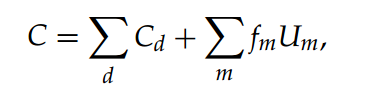 C = ∑_d C_d + ∑_m f_m U_m,